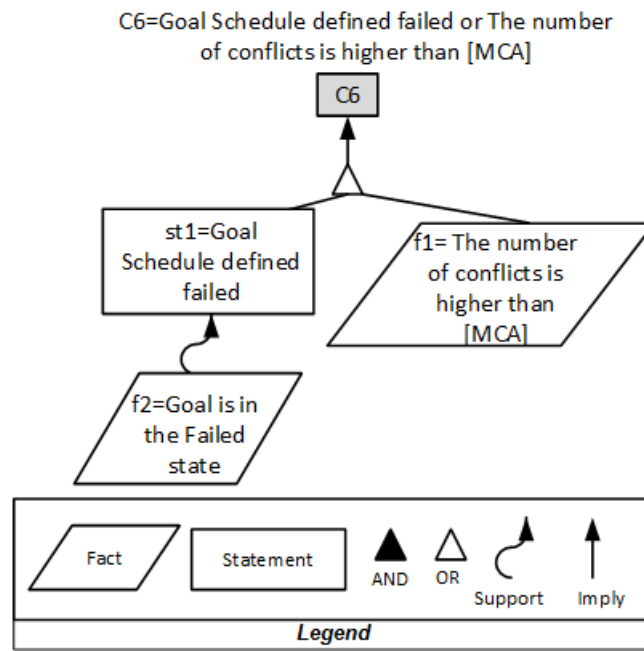 C6=Goal Schedule defined failed or The number
of conflicts is higher than [MCA]
C6
st1=Goal
Schedule defined
failed
f1= The number
of conflicts is
higher than
[MCA]
f2=Goal is in
the Failed
state
Fact
Statement
AND
OR
Support
Imply
Legend